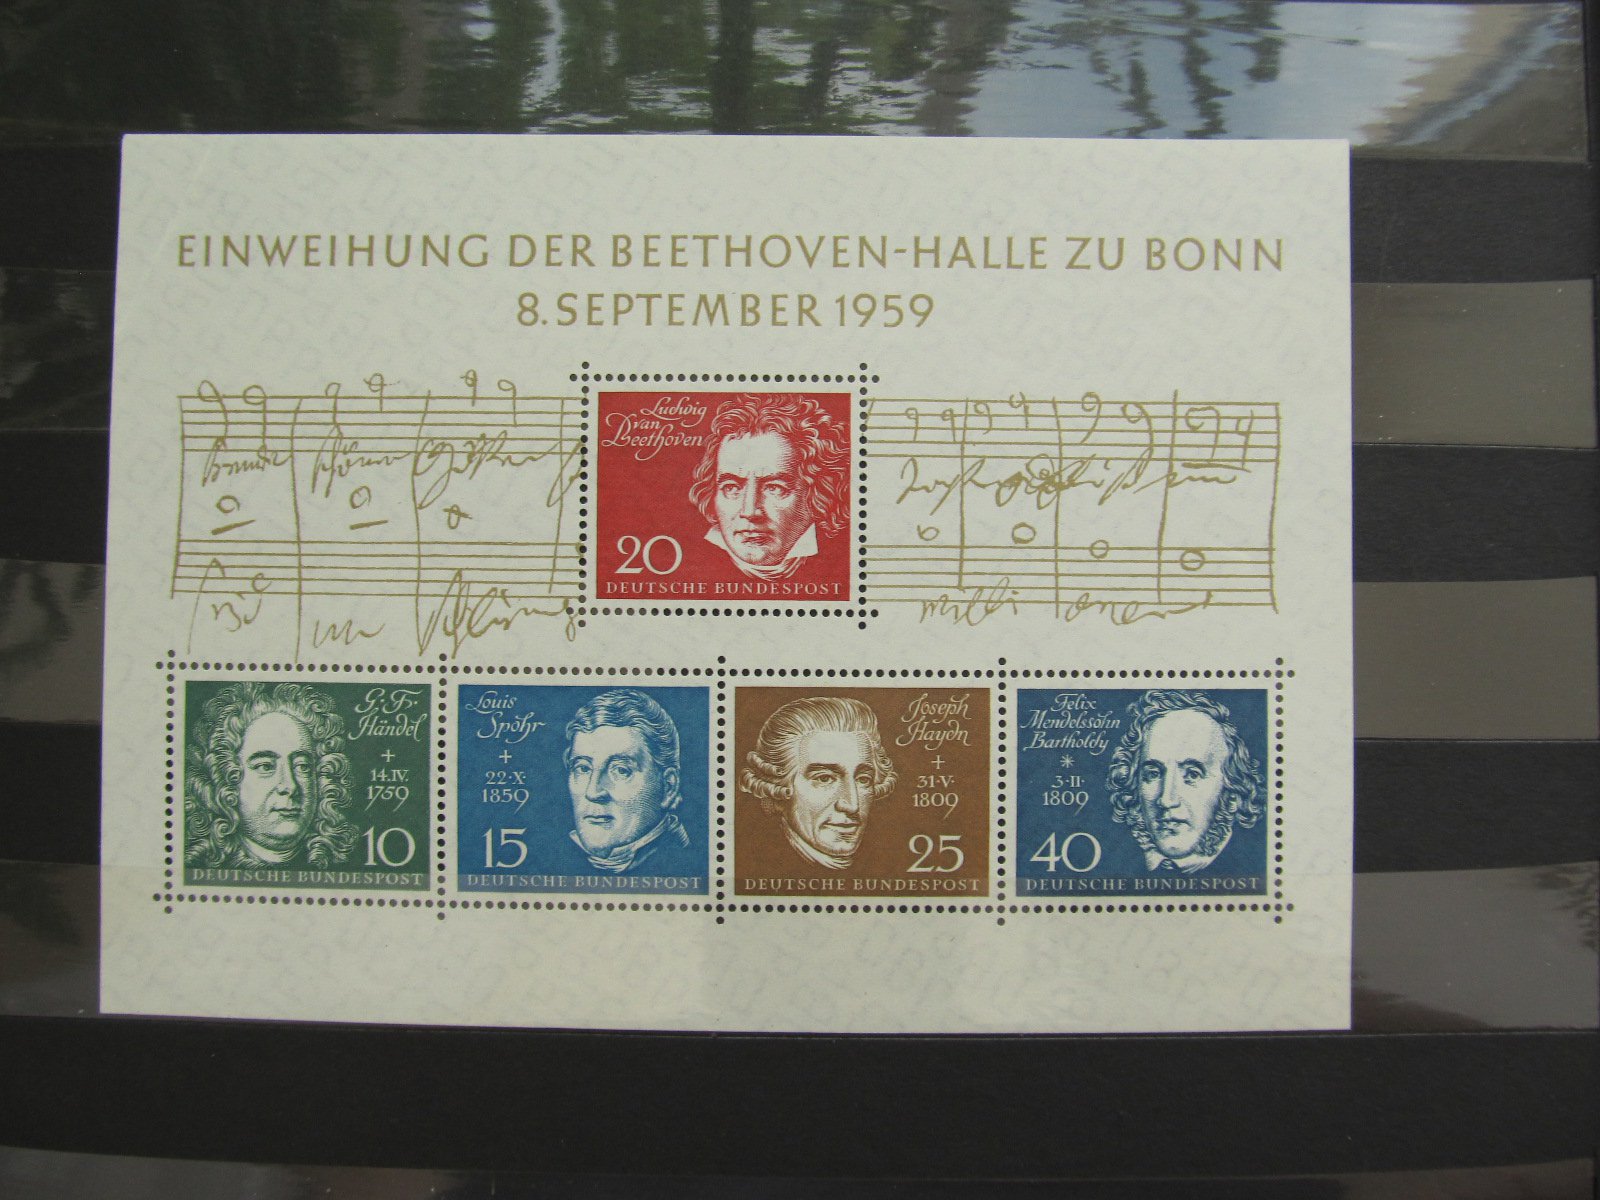 EINWEIHUNG DER BEETHOVEN-HALLE ZU BONN
8. SEPTEMBER 1959
Ludwig
van
Beethoven
20
DEUTSCHE BUNDESPOST
G. F.
Händel
+
14.IV.
1759
10
DEUTSCHE BUNDESPOST
Louis
Spohr
+
22·X·
1859
15
DEUTSCHE BUNDESPOST
Joseph
Haydn
+
31·V·
1809
25
DEUTSCHE BUNDESPOST
Felix
Mendelssohn
Bartholdy
*
3·II·
1809
40
DEUTSCHE BUNDESPOST